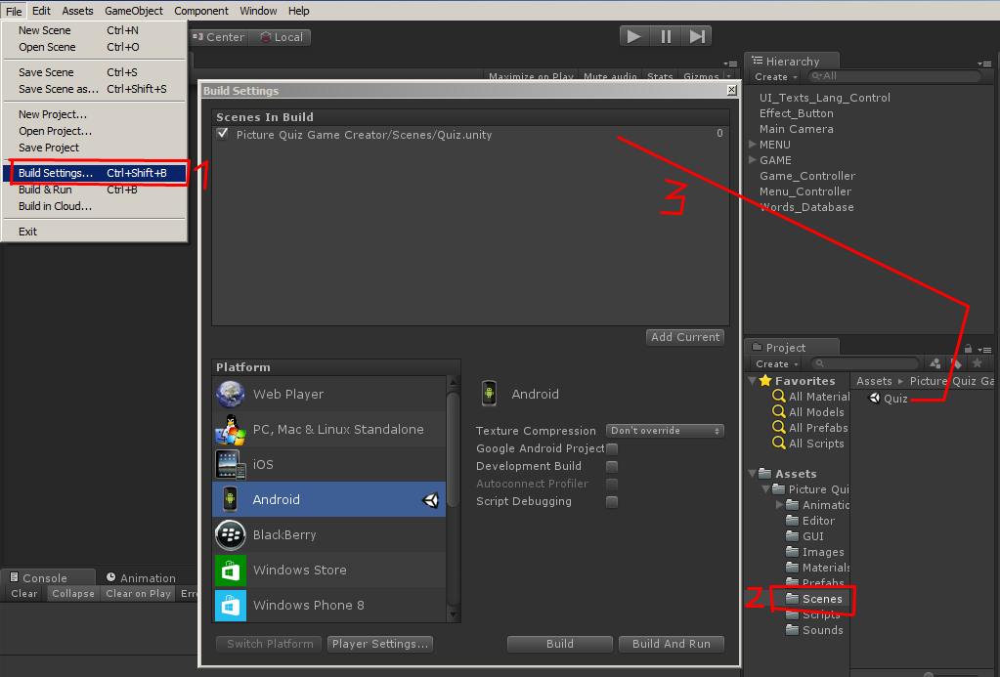 File Edit Assets GameObject Component Window Help
New Scene Ctrl+N
Open Scene Ctrl+O
Save Scene Ctrl+S
Save Scene as... Ctrl+Shift+S
New Project...
Open Project...
Save Project
Build Settings... Ctrl+Shift+B
Build & Run Ctrl+B
Build in Cloud...
Exit
1
Center Local
Maximize on Play Mute audio Stats Gizmos
Build Settings
Scenes In Build
Picture Quiz Game Creator/Scenes/Quiz.unity 0
3
Add Current
Platform
Web Player
PC, Mac & Linux Standalone
iOS
Android
BlackBerry
Windows Store
Windows Phone 8
Android
Texture Compression Don't override
Google Android Project
Development Build
Autoconnect Profiler
Script Debugging
Switch Platform Player Settings... Build Build And Run
Hierarchy
Create All
UI_Texts_Lang_Control
Effect_Button
Main Camera
MENU
GAME
Game_Controller
Menu_Controller
Words_Database
Project
Create
Favorites
All Material
All Models
All Prefabs
All Scripts
Assets
Picture Qui
Animatic
Editor
GUI
Images
Materials
Prefabs
2
Scenes
Scripts
Sounds
Assets Picture Quiz Ga
Quiz
Console Animation
Clear Collapse Clear on Play Erre